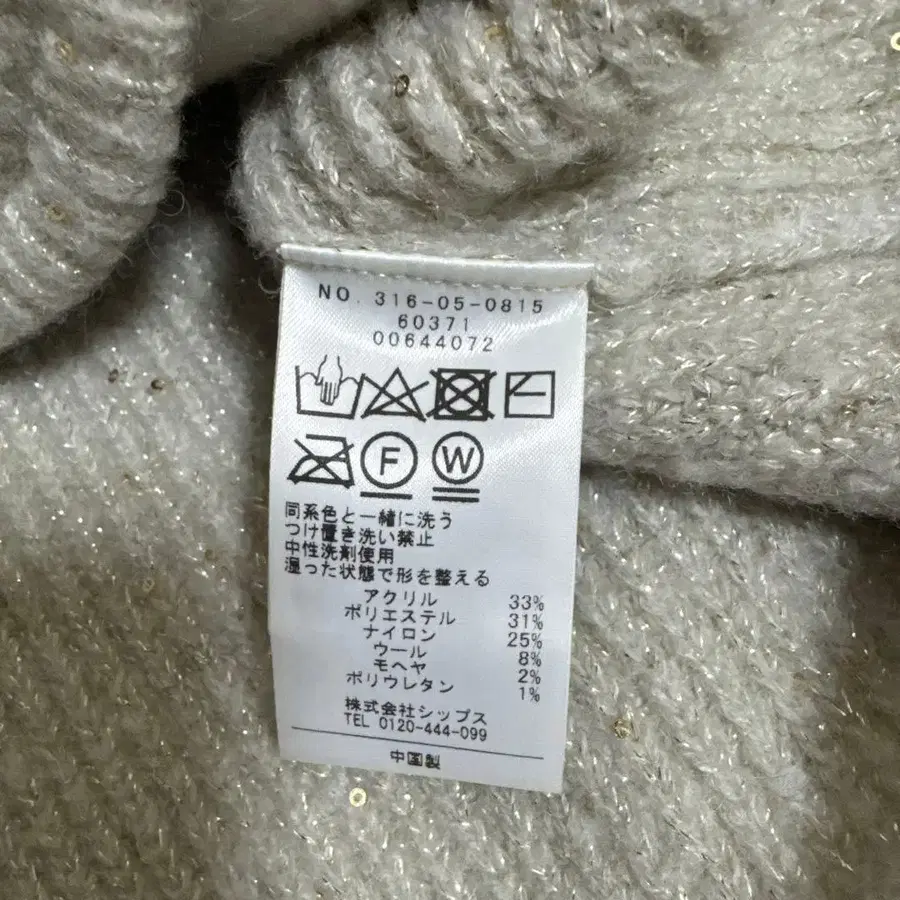 NO. 316-05-0815
60371
00644072
F W
同系色と一緒に洗う
つけ置き洗い禁止
中性洗剤使用
湿った状態で形を整える
アクリル 33%
ポリエステル 31%
ナイロン 25%
ウール 8%
モヘヤ 2%
ポリウレタン 1%
株式会社シップス
TEL 0120-444-099
中国製